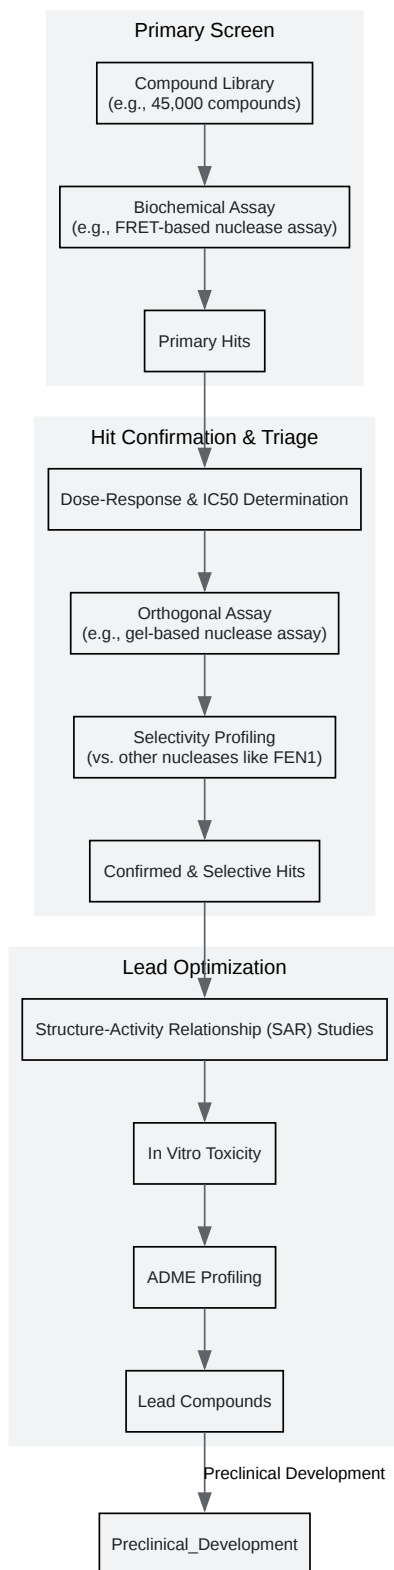 Primary Screen
Compound Library
(e.g., 45,000 compounds)
Biochemical Assay
(e.g., FRET-based nuclease assay)
Primary Hits
Hit Confirmation & Triage
Dose-Response & IC50 Determination
Orthogonal Assay
(e.g., gel-based nuclease assay)
Selectivity Profiling
(vs. other nucleases like FEN1)
Confirmed & Selective Hits
Lead Optimization
Structure-Activity Relationship (SAR) Studies
In Vitro Toxicity
ADME Profiling
Lead Compounds
Preclinical Development
Preclinical_Development